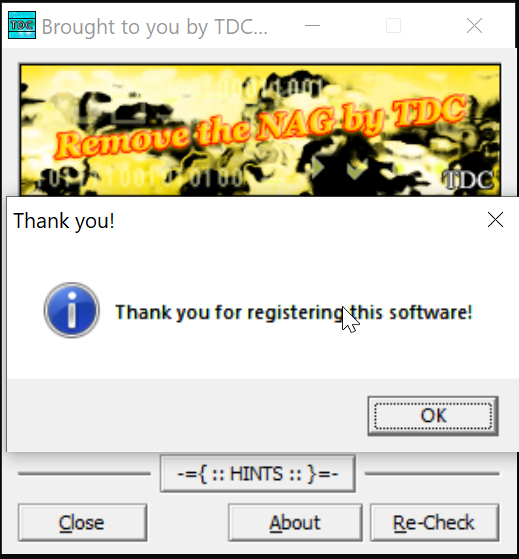 Brought to you by TDC...
Remove the NAG by TDC
TDC
Thank you!
Thank you for registering this software!
OK
-={ :: HINTS :: }=-
Close
About
Re-Check